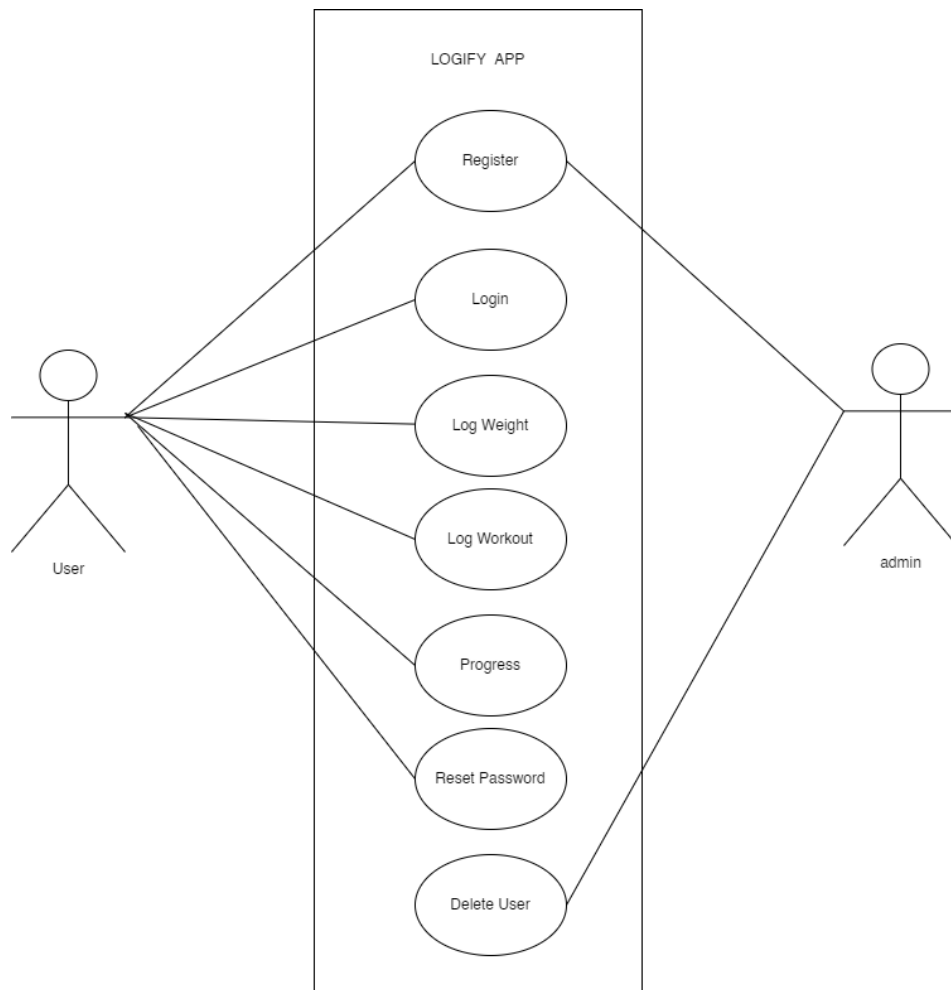 LOGIFY APP
Register
Login
Log Weight
Log Workout
Progress
Reset Password
Delete User
User
admin